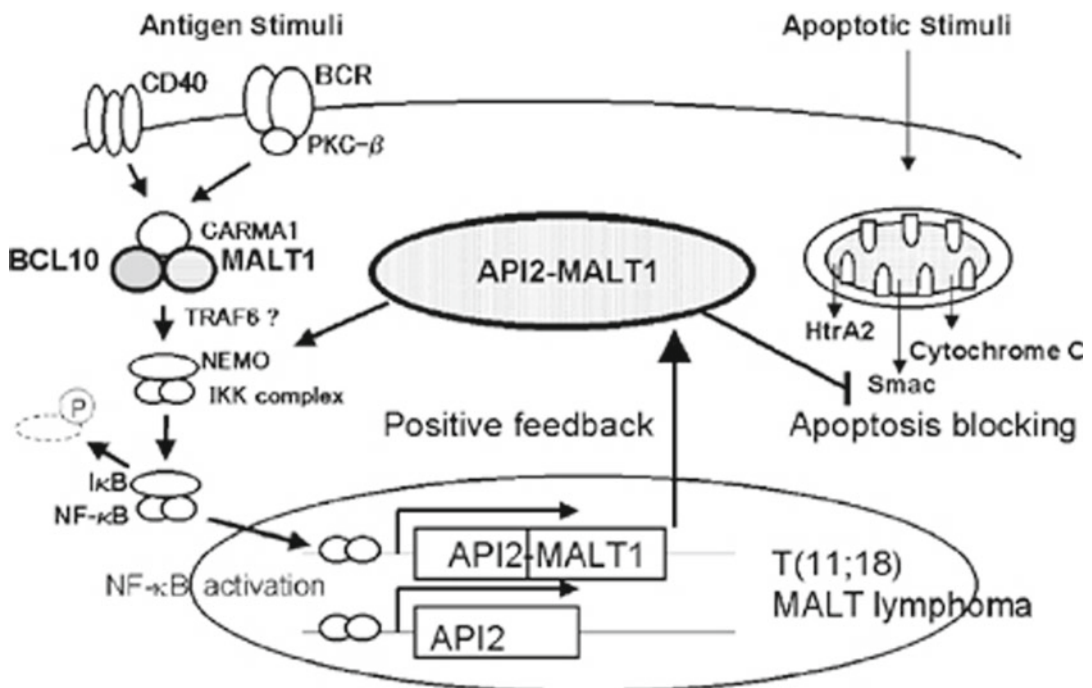 Antigen Stimuli
Apoptotic Stimuli
CD40
BCR
PKC-β
CARMA1
BCL10
MALT1
API2-MALT1
TRAF6 ?
HtrA2
NEMO
Cytochrome C
IKK complex
Smac
P
Positive feedback
Apoptosis blocking
IκB
NF-κB
API2-MALT1
T(11;18)
NF-κB activation
MALT lymphoma
API2